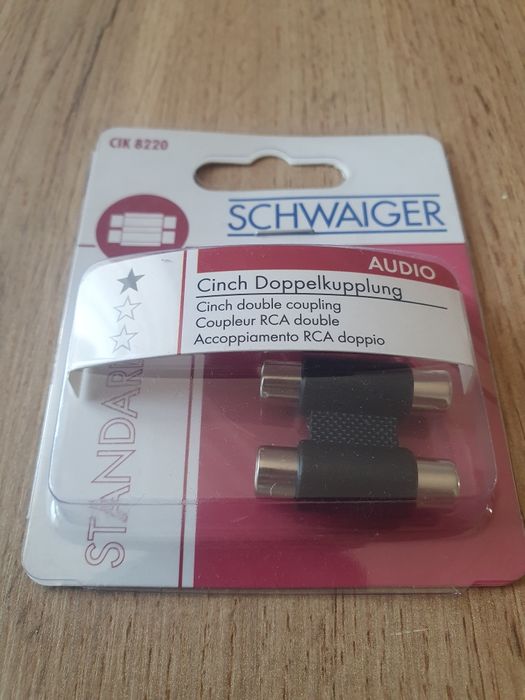 CIK 8220
SCHWAIGER
AUDIO
Cinch Doppelkupplung
Cinch double coupling
Coupleur RCA double
Accoppiamento RCA doppio
STANDARD